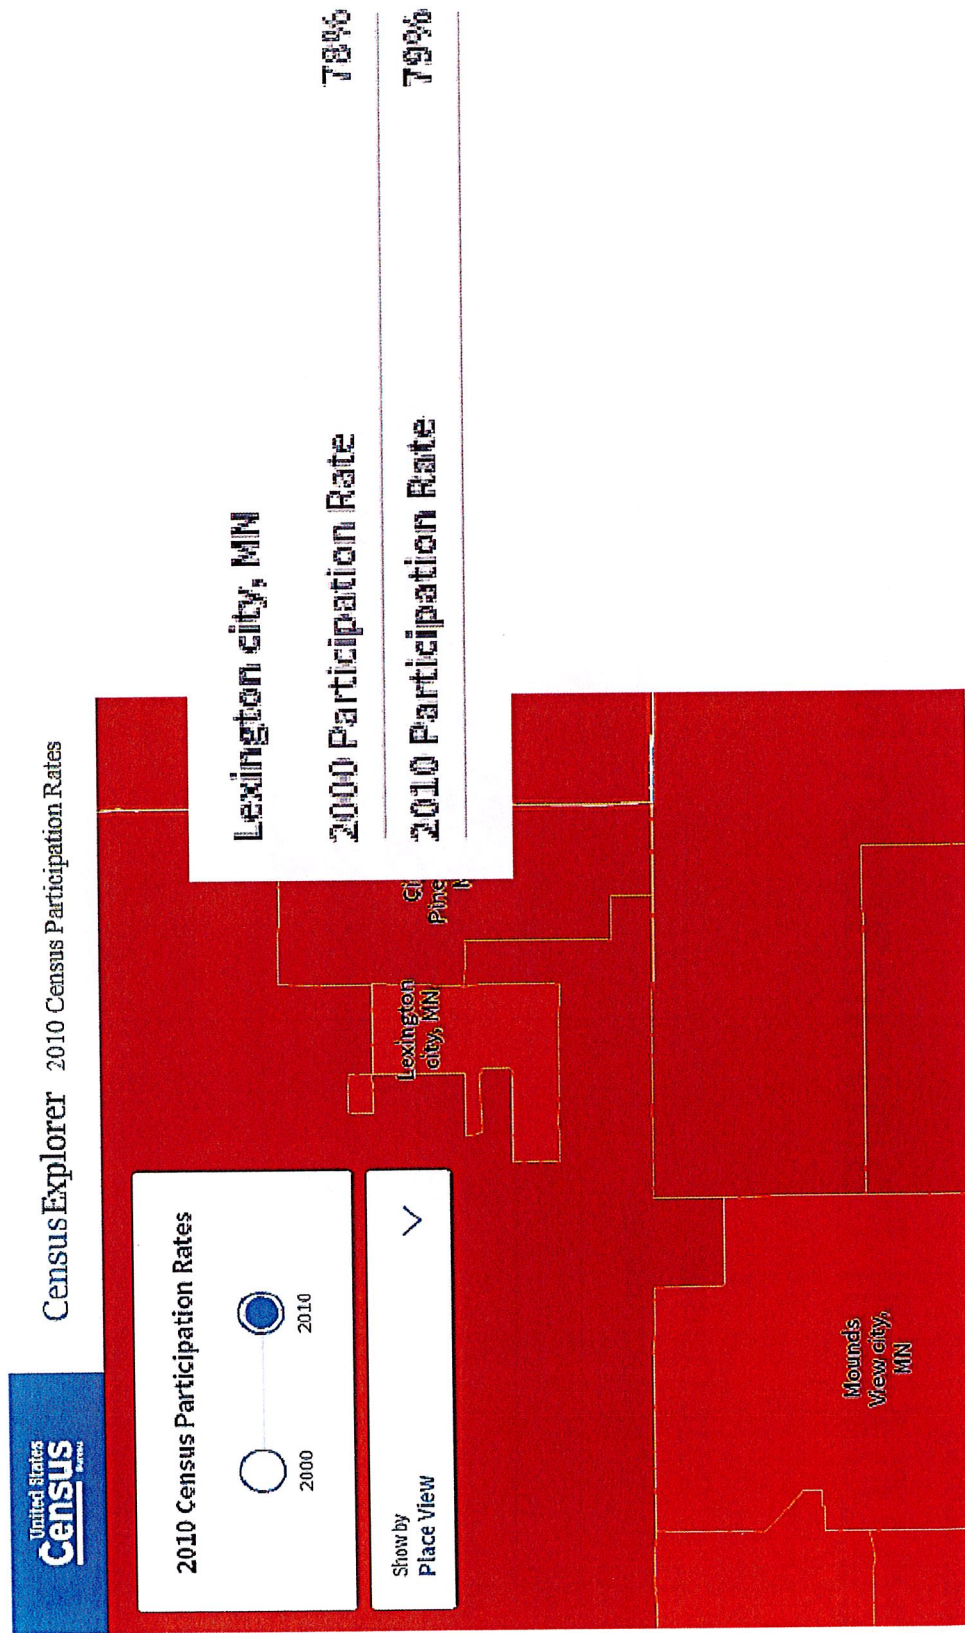 United States
Census
Bureau
CensusExplorer 2010 Census Participation Rates
2010 Census Participation Rates
2000 2010
Show by
Place View
Lexington city, MN
2000 Participation Rate 78%
2010 Participation Rate 79%
Lexington
city, MN
Pine
Mounds
View city,
MN